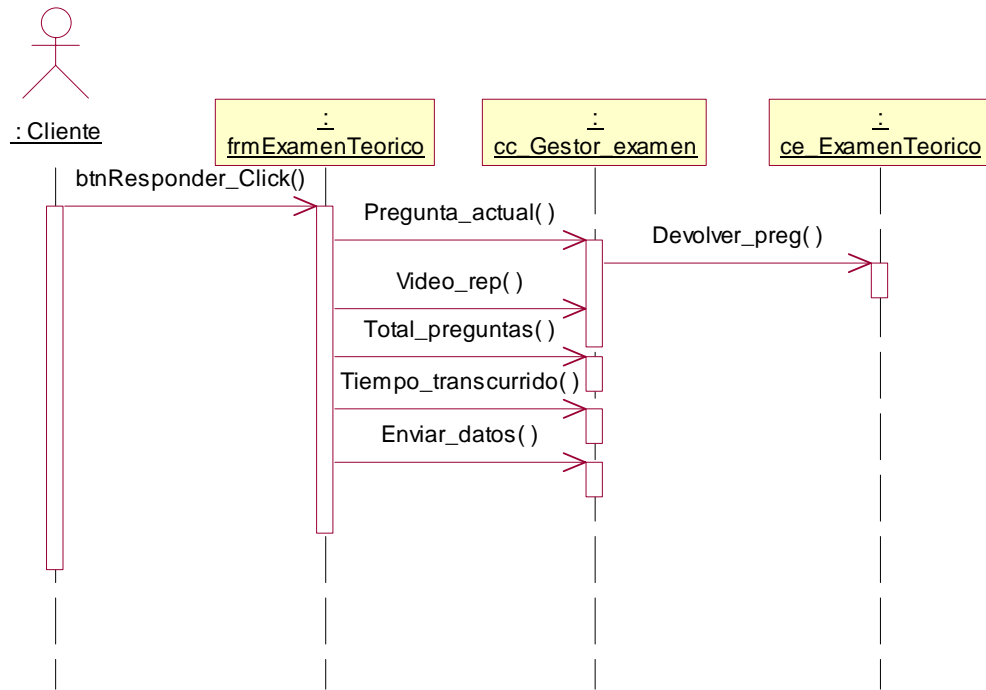 : Cliente
:
frmExamenTeorico
:
cc_Gestor_examen
:
ce_ExamenTeorico
btnResponder_Click()
Pregunta_actual( )
Devolver_preg( )
Video_rep( )
Total_preguntas( )
Tiempo_transcurrido( )
Enviar_datos( )